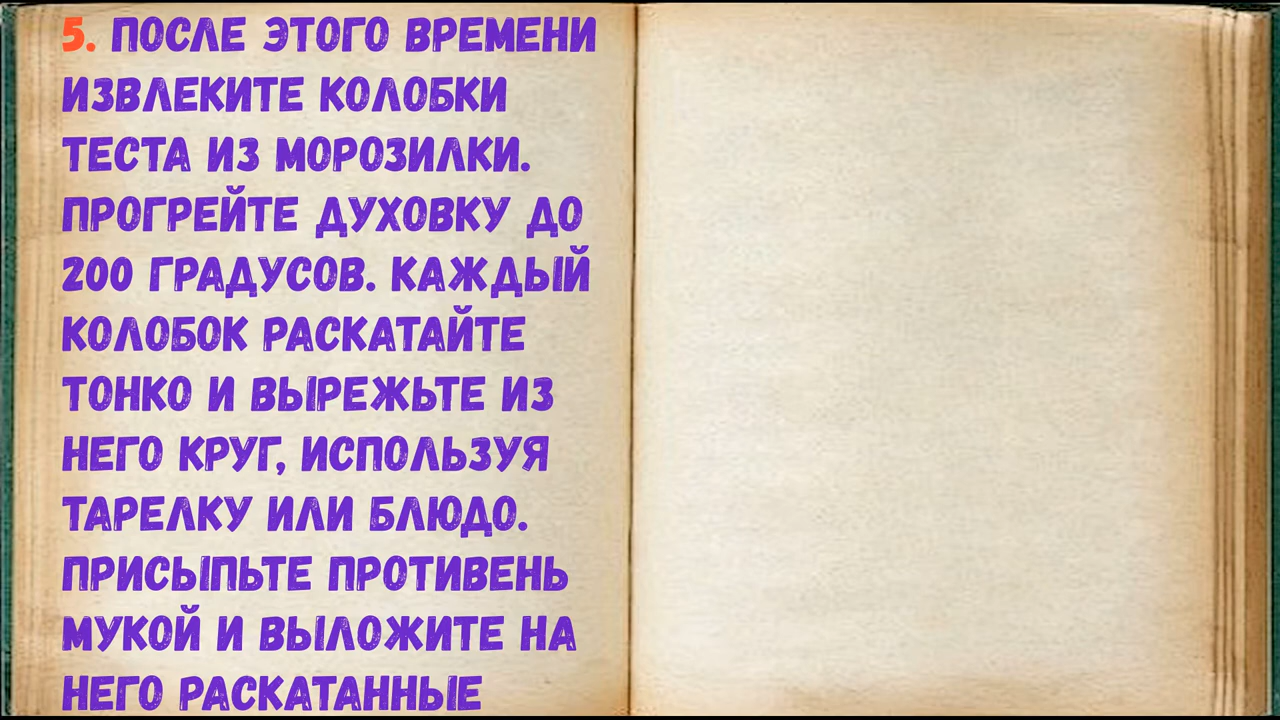 5. ПОСЛЕ ЭТОГО ВРЕМЕНИ
ИЗВЛЕКИТЕ КОЛОБКИ
ТЕСТА ИЗ МОРОЗИЛКИ.
ПРОГРЕЙТЕ ДУХОВКУ ДО
200 ГРАДУСОВ. КАЖДЫЙ
КОЛОБОК РАСКАТАЙТЕ
ТОНКО И ВЫРЕЖЬТЕ ИЗ
НЕГО КРУГ, ИСПОЛЬЗУЯ
ТАРЕЛКУ ИЛИ БЛЮДО.
ПРИСЫПЬТЕ ПРОТИВЕНЬ
МУКОЙ И ВЫЛОЖИТЕ НА
НЕГО РАСКАТАННЫЕ